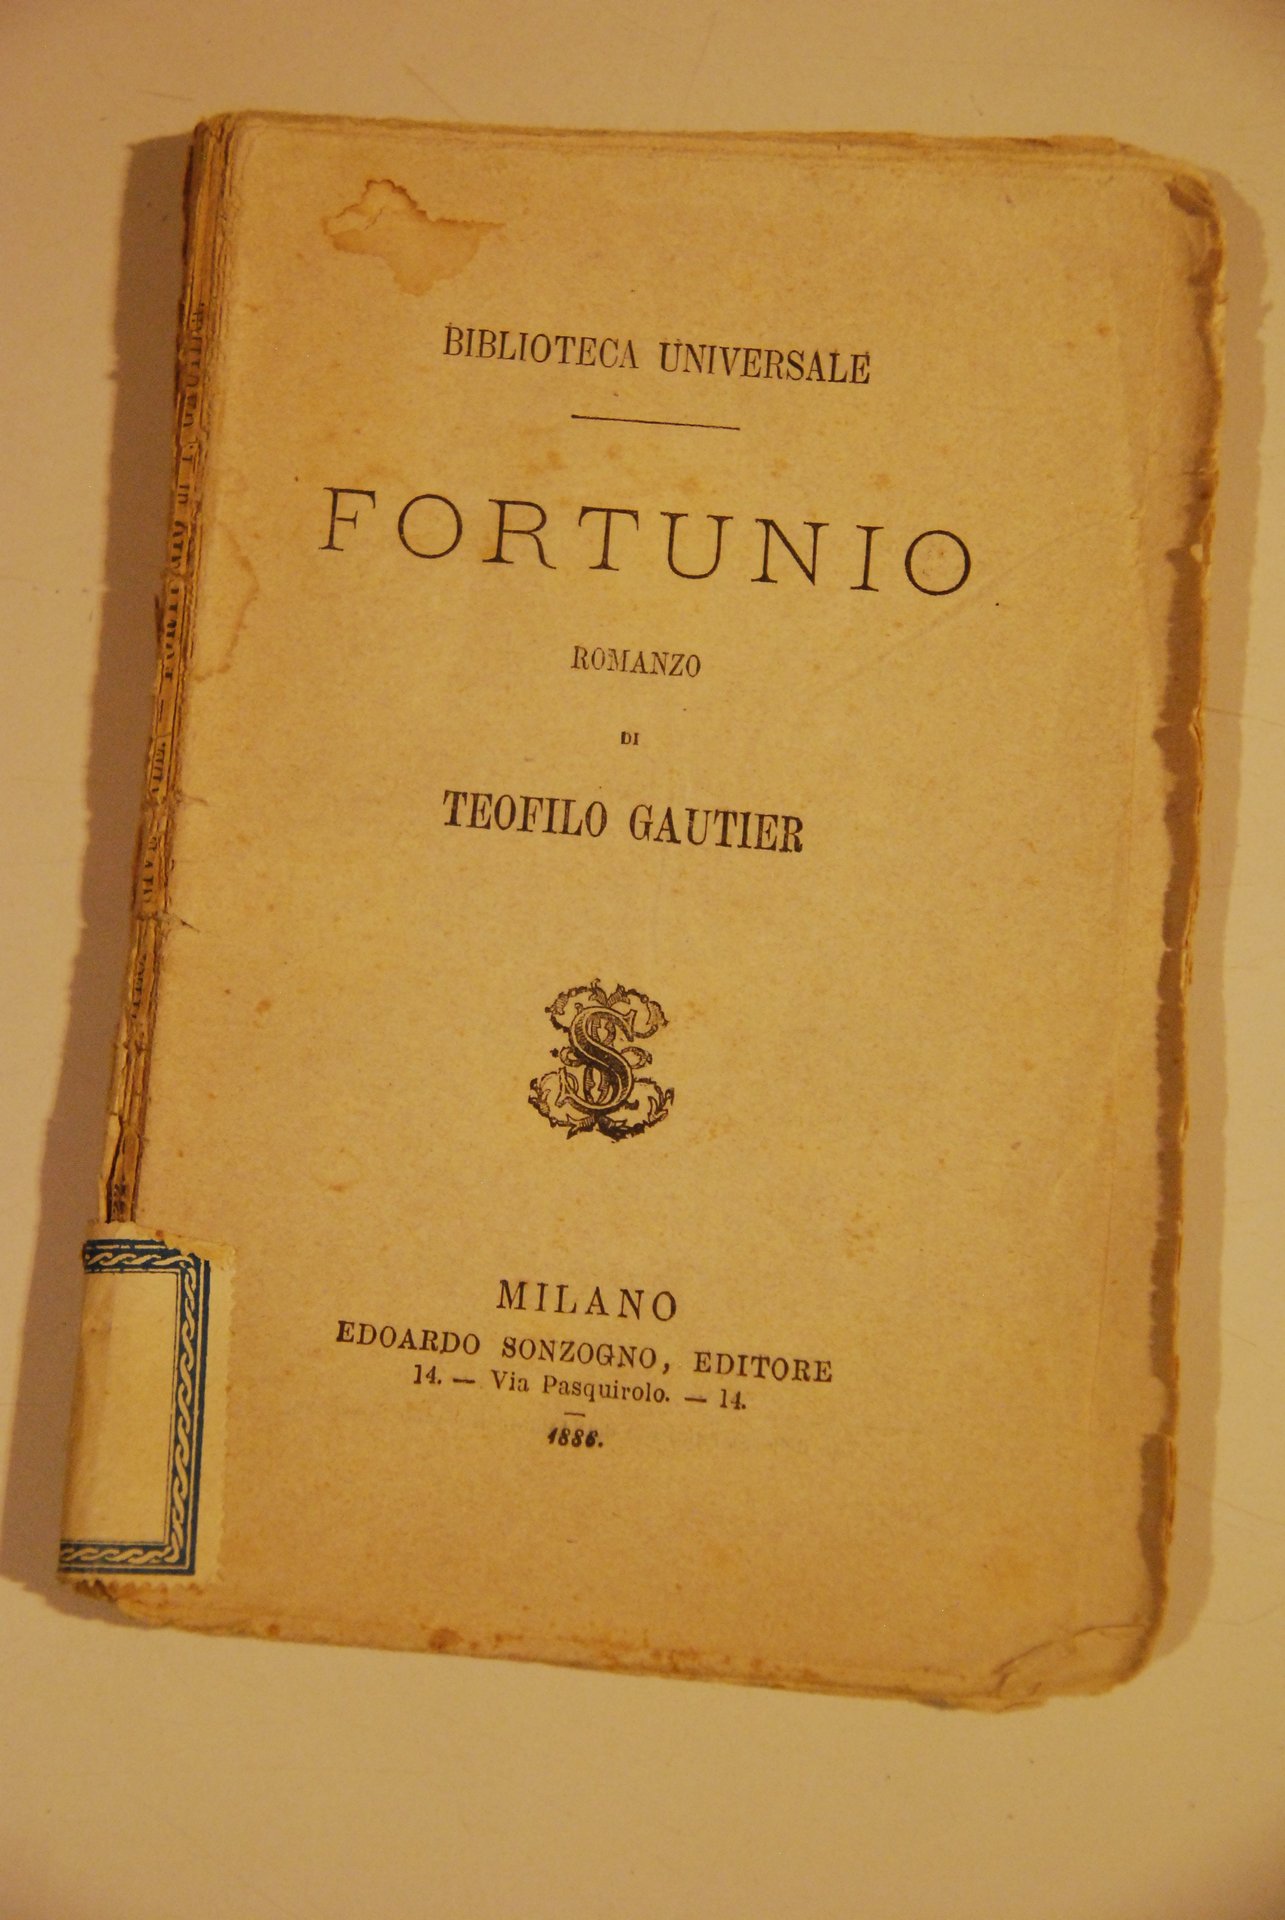 BIBLIOTECA UNIVERSALE
FORTUNIO
ROMANZO
DI
TEOFILO GAUTIER
S
MILANO
EDOARDO SONZOGNO, EDITORE
14. — Via Pasquirolo. — 14.
1886.